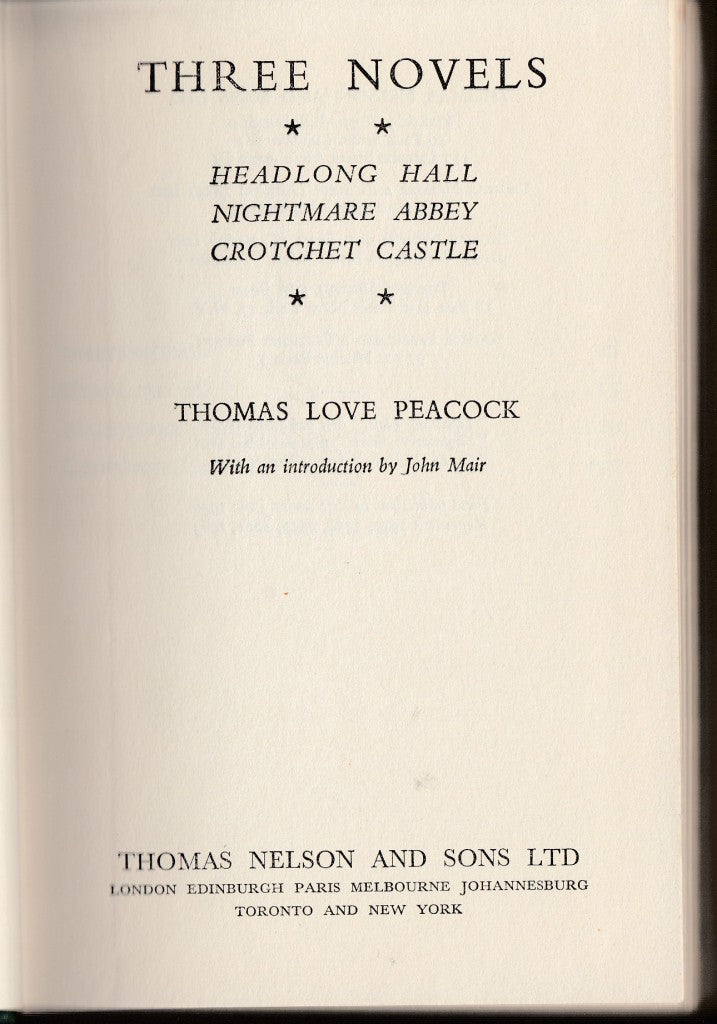 THREE NOVELS
★ ★
HEADLONG HALL
NIGHTMARE ABBEY
CROTCHET CASTLE
★ ★
THOMAS LOVE PEACOCK
With an introduction by John Mair
THOMAS NELSON AND SONS LTD
LONDON EDINBURGH PARIS MELBOURNE JOHANNESBURG
TORONTO AND NEW YORK